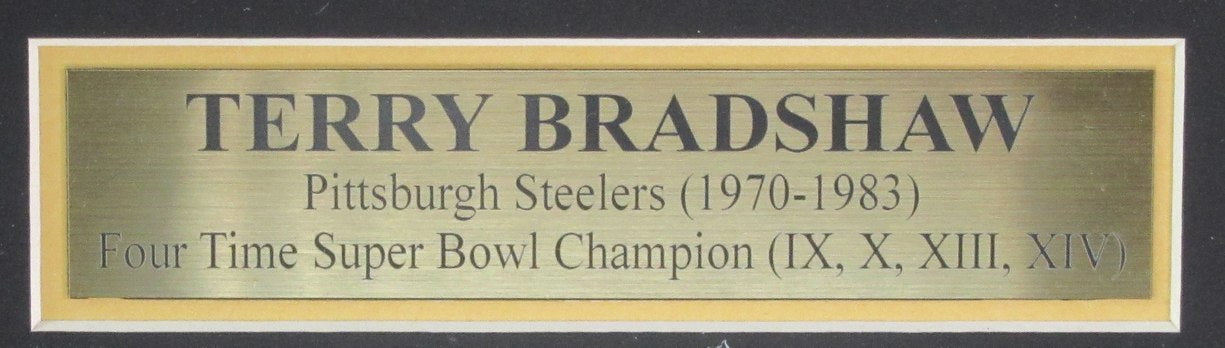 TERRY BRADSHAW
Pittsburgh Steelers (1970-1983)
Four Time Super Bowl Champion (IX, X, XIII, XIV)